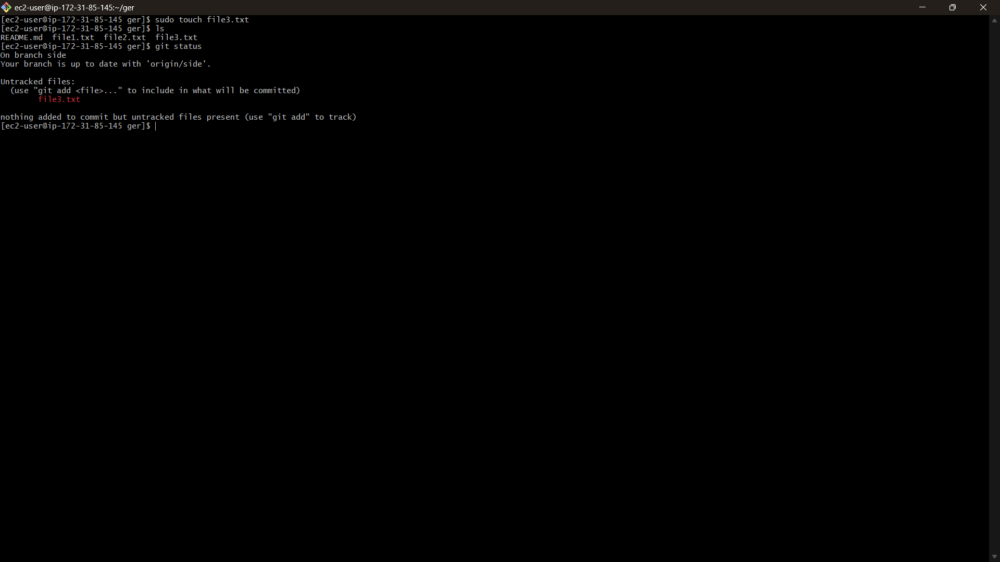 ec2-user@ip-172-31-85-145:~/ger
[ec2-user@ip-172-31-85-145 ger]$ sudo touch file3.txt
[ec2-user@ip-172-31-85-145 ger]$ ls
README.md  file1.txt  file2.txt  file3.txt
[ec2-user@ip-172-31-85-145 ger]$ git status
On branch side
Your branch is up to date with 'origin/side'.

Untracked files:
  (use "git add <file>..." to include in what will be committed)
        file3.txt

nothing added to commit but untracked files present (use "git add" to track)
[ec2-user@ip-172-31-85-145 ger]$